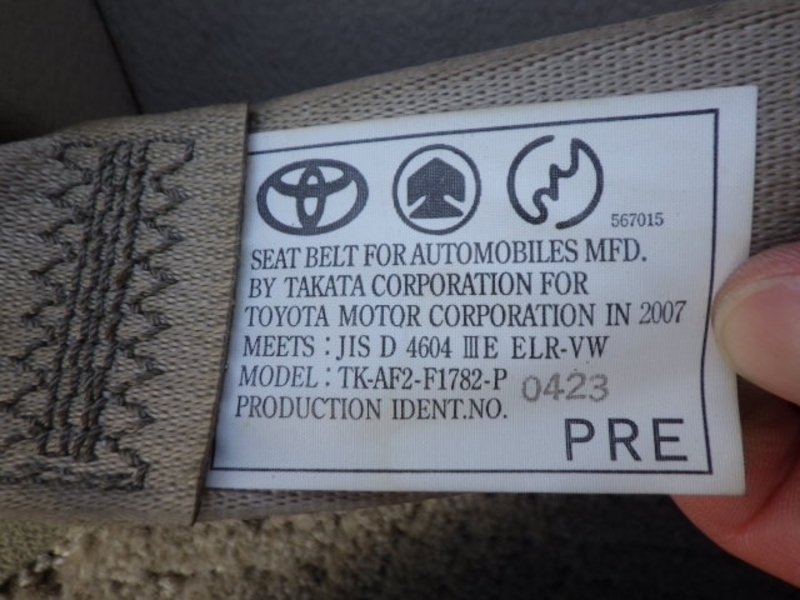 567015
SEAT BELT FOR AUTOMOBILES MFD.
BY TAKATA CORPORATION FOR
TOYOTA MOTOR CORPORATION IN 2007
MEETS : JIS D 4604 ⅢE ELR-VW
MODEL : TK-AF2-F1782-P 0423
PRODUCTION IDENT.NO.
PRE